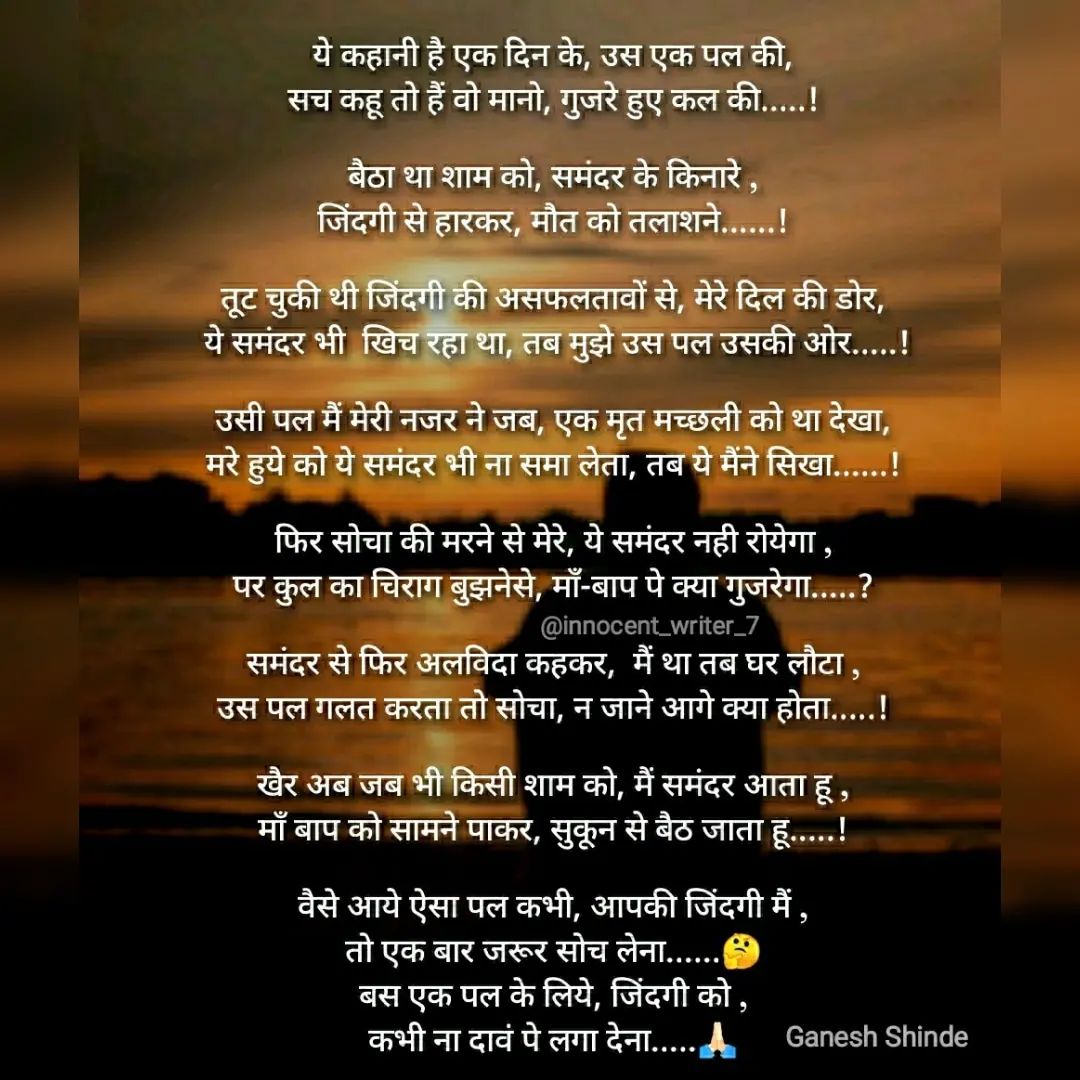 ये कहानी है एक दिन के, उस एक पल की,
सच कहू तो हैं वो मानो, गुजरे हुए कल की.....!
बैठा था शाम को, समंदर के किनारे ,
जिंदगी से हारकर, मौत को तलाशने......!
तूट चुकी थी जिंदगी की असफलतावों से, मेरे दिल की डोर,
ये समंदर भी खिच रहा था, तब मुझे उस पल उसकी ओर.....!
उसी पल मैं मेरी नजर ने जब, एक मृत मच्छली को था देखा,
मरे हुये को ये समंदर भी ना समा लेता, तब ये मैंने सिखा......!
फिर सोचा की मरने से मेरे, ये समंदर नही रोयेगा ,
पर कुल का चिराग बुझनेसे, माँ-बाप पे क्या गुजरेगा.....?
@innocent_writer_7
समंदर से फिर अलविदा कहकर, मैं था तब घर लौटा ,
उस पल गलत करता तो सोचा, न जाने आगे क्या होता.....!
खैर अब जब भी किसी शाम को, मैं समंदर आता हू ,
माँ बाप को सामने पाकर, सुकून से बैठ जाता हू.....!
वैसे आये ऐसा पल कभी, आपकी जिंदगी मैं ,
तो एक बार जरूर सोच लेना......🤔
बस एक पल के लिये, जिंदगी को ,
कभी ना दावं पे लगा देना.....🙏🏻
Ganesh Shinde